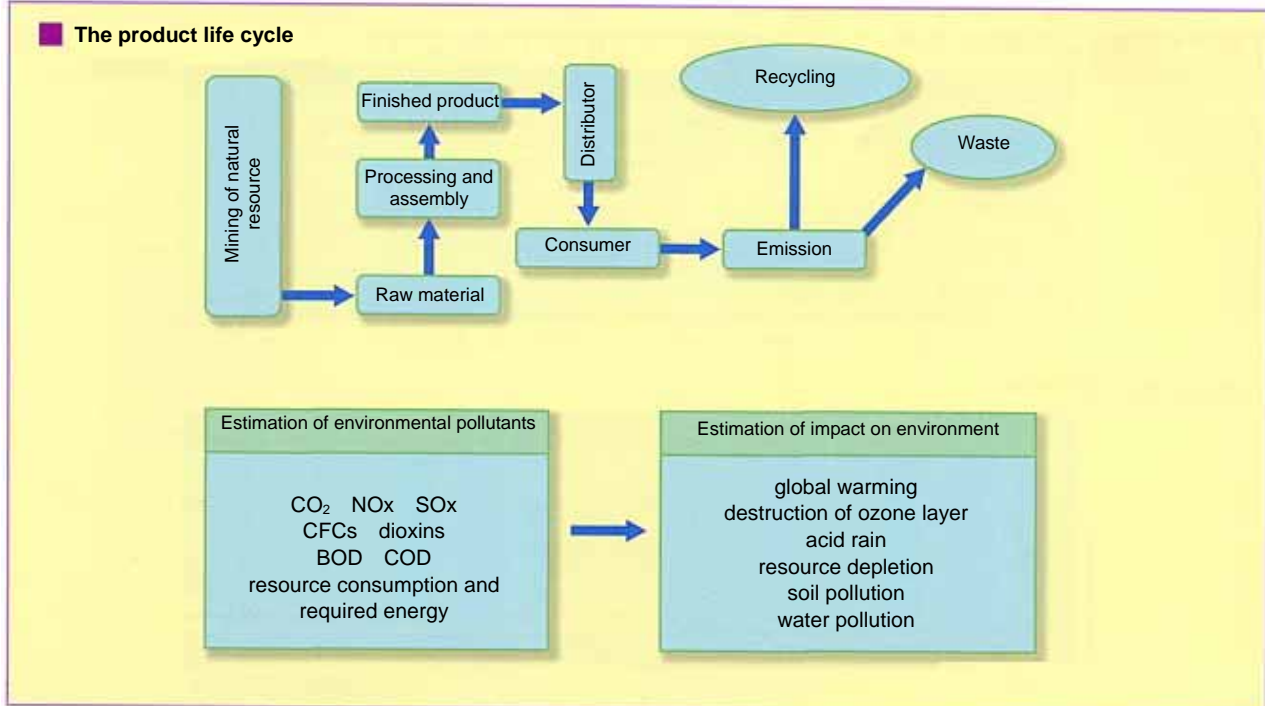 The product life cycle
Mining of natural
resource
Raw material
Processing and
assembly
Finished product
Distributor
Consumer
Emission
Recycling
Waste
Estimation of environmental pollutants
CO₂ NOx SOx
CFCs dioxins
BOD COD
resource consumption and
required energy
Estimation of impact on environment
global warming
destruction of ozone layer
acid rain
resource depletion
soil pollution
water pollution